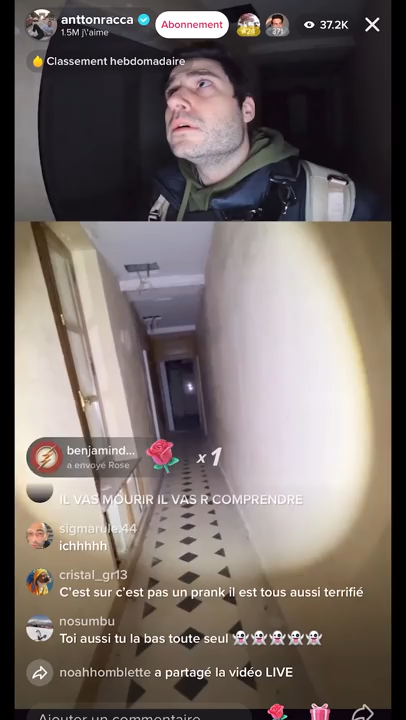 anttonracca
1.5M j\'aime
Abonnement
37.2K
Classement hebdomadaire
benjamind...
a envoyé Rose
x1
IL VAS MOURIR IL VAS R COMPRENDRE
sigmarule.44
ichhhhh
cristal_gr13
C'est sur c'est pas un prank il est tous aussi terrifié
nosumbu
Toi aussi tu la bas toute seul 👻👻👻👻👻
noahhomblette a partagé la vidéo LIVE
Ajouter un commentaire